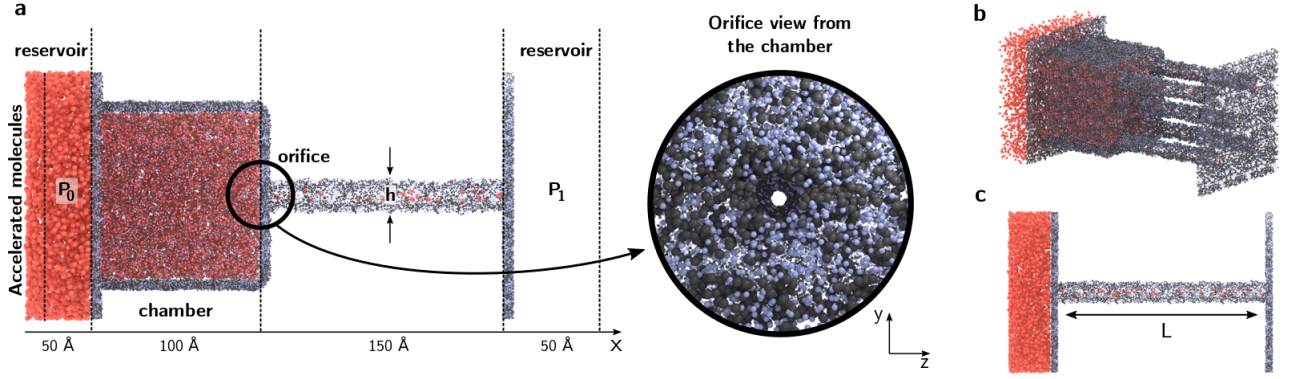 a
reservoir
reservoir
Accelerated molecules
P0
orifice
h
P1
chamber
50 Å
100 Å
150 Å
50 Å
X
Orifice view from
the chamber
y
z
b
c
L